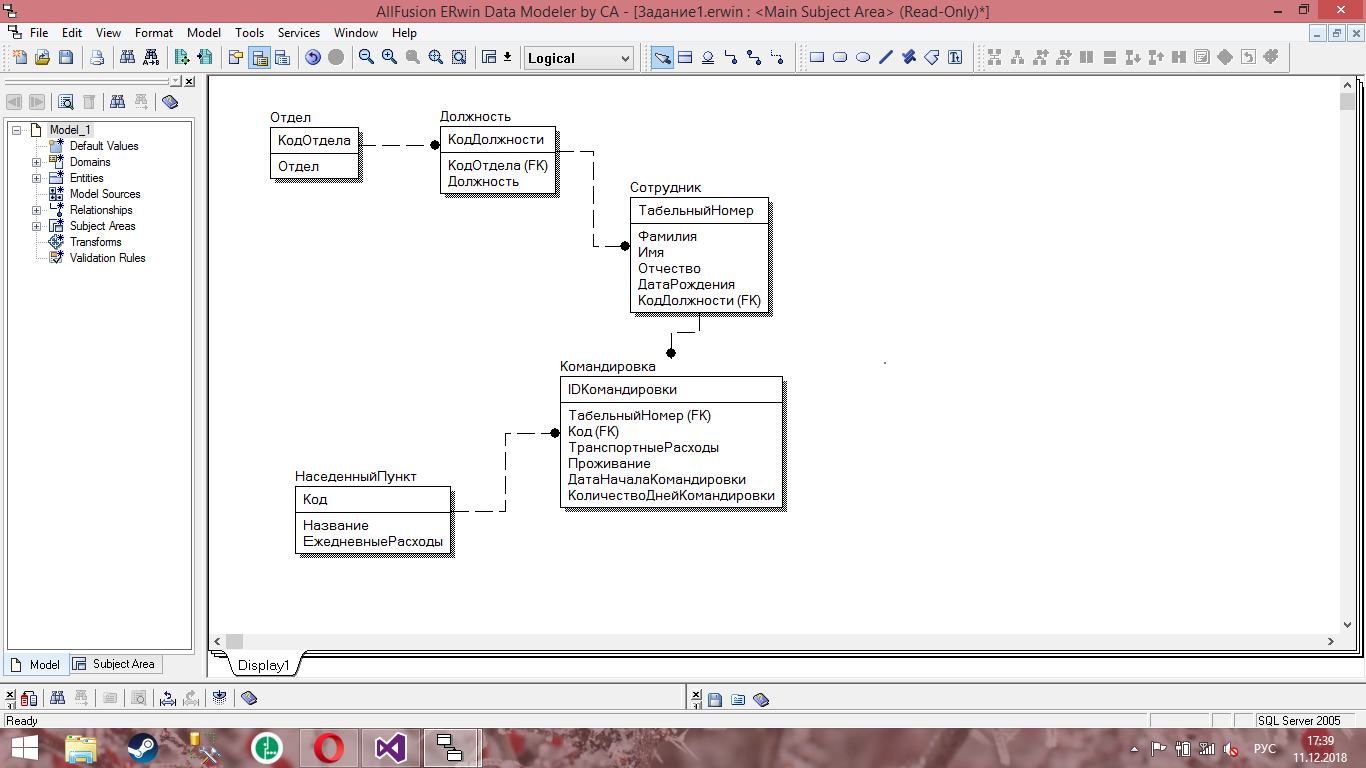 AllFusion ERwin Data Modeler by CA - [Задание1.erwin : <Main Subject Area> (Read-Only)*]
File Edit View Format Model Tools Services Window Help
Logical
Model_1
Default Values
Domains
Entities
Model Sources
Relationships
Subject Areas
Transforms
Validation Rules
Model Subject Area
Отдел
КодОтдела
Отдел
Должность
КодДолжности
КодОтдела (FK)
Должность
Сотрудник
ТабельныйНомер
Фамилия
Имя
Отчество
ДатаРождения
КодДолжности (FK)
Командировка
IDКомандировки
ТабельныйНомер (FK)
Код (FK)
ТранспортныеРасходы
Проживание
ДатаНачалаКомандировки
КоличествоДнейКомандировки
НаседенныйПункт
Код
Название
ЕжедневныеРасходы
Display1
Ready
SQL Server 2005
РУС
17:39
11.12.2018